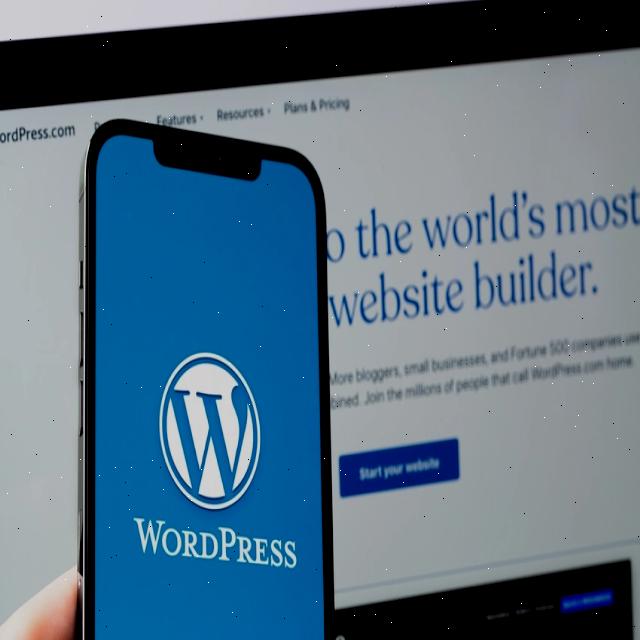 ordPress.com
Features
Resources
Plans & Pricing
o the world's most
website builder.
More bloggers, small businesses, and Fortune 500 companies use
ined. Join the millions of people that call WordPress.com home.
Start your website
WORDPRESS